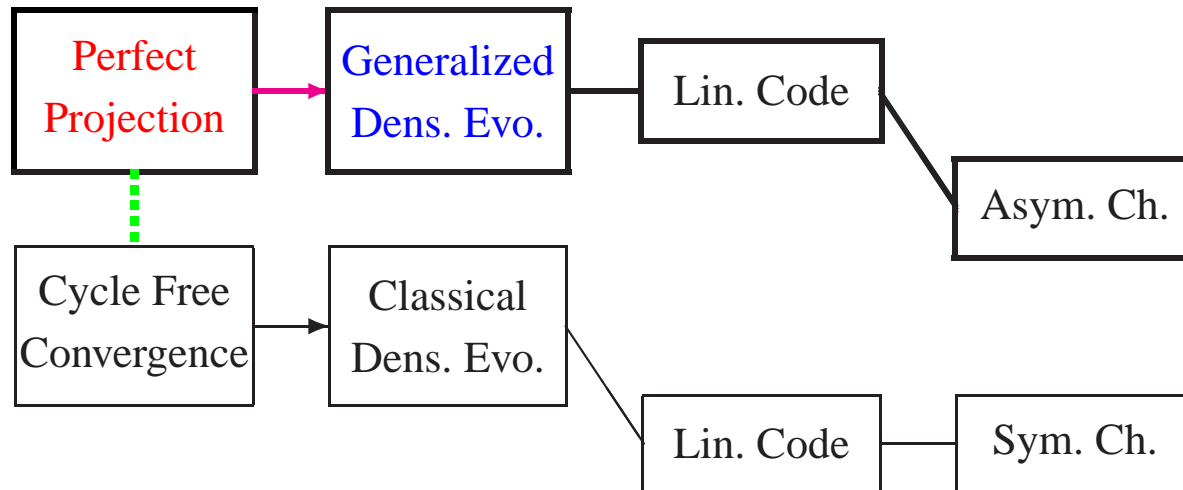 Perfect
Projection
Generalized
Dens. Evo.
Lin. Code
Asym. Ch.
Cycle Free
Convergence
Classical
Dens. Evo.
Lin. Code
Sym. Ch.